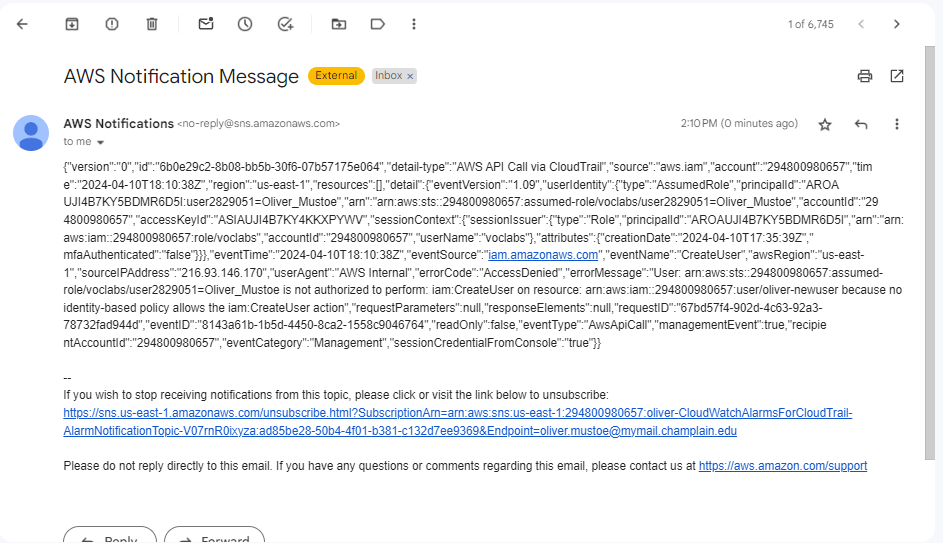 1 of 6,745
AWS Notification Message External Inbox ×
AWS Notifications <no-reply@sns.amazonaws.com> 2:10 PM (0 minutes ago)
to me
{"version":"0","id":"6b0e29c2-8b08-bb5b-30f6-07b57175e064","detail-type":"AWS API Call via CloudTrail","source":"aws.iam","account":"294800980657","tim
e":"2024-04-10T18:10:38Z","region":"us-east-1","resources":[],"detail":{"eventVersion":"1.09","userIdentity":{"type":"AssumedRole","principalId":"AROA
UJI4B7KY5BDMR6D5I:user2829051=Oliver_Mustoe","arn":"arn:aws:sts::294800980657:assumed-role/voclabs/user2829051=Oliver_Mustoe","accountId":"29
4800980657","accessKeyId":"ASIAUJI4B7KY4KKXPYWV","sessionContext":{"sessionIssuer":{"type":"Role","principalId":"AROAUJI4B7KY5BDMR6D5I","arn":"arn:
aws:iam::294800980657:role/voclabs","accountId":"294800980657","userName":"voclabs"},"attributes":{"creationDate":"2024-04-10T17:35:39Z","
mfaAuthenticated":"false"}}},"eventTime":"2024-04-10T18:10:38Z","eventSource":"iam.amazonaws.com","eventName":"CreateUser","awsRegion":"us-east-
1","sourceIPAddress":"216.93.146.170","userAgent":"AWS Internal","errorCode":"AccessDenied","errorMessage":"User: arn:aws:sts::294800980657:assumed-
role/voclabs/user2829051=Oliver_Mustoe is not authorized to perform: iam:CreateUser on resource: arn:aws:iam::294800980657:user/oliver-newuser because no
identity-based policy allows the iam:CreateUser action","requestParameters":null,"responseElements":null,"requestID":"67bd57f4-902d-4c63-92a3-
78732fad944d","eventID":"8143a61b-1b5d-4450-8ca2-1558c9046764","readOnly":false,"eventType":"AwsApiCall","managementEvent":true,"recipie
ntAccountId":"294800980657","eventCategory":"Management","sessionCredentialFromConsole":"true"}}
--
If you wish to stop receiving notifications from this topic, please click or visit the link below to unsubscribe:
https://sns.us-east-1.amazonaws.com/unsubscribe.html?SubscriptionArn=arn:aws:sns:us-east-1:294800980657:oliver-CloudWatchAlarmsForCloudTrail-
AlarmNotificationTopic-V07rnR0ixyza:ad85be28-50b4-4f01-b381-c132d7ee9369&Endpoint=oliver.mustoe@mymail.champlain.edu
Please do not reply directly to this email. If you have any questions or comments regarding this email, please contact us at https://aws.amazon.com/support
Reply Forward